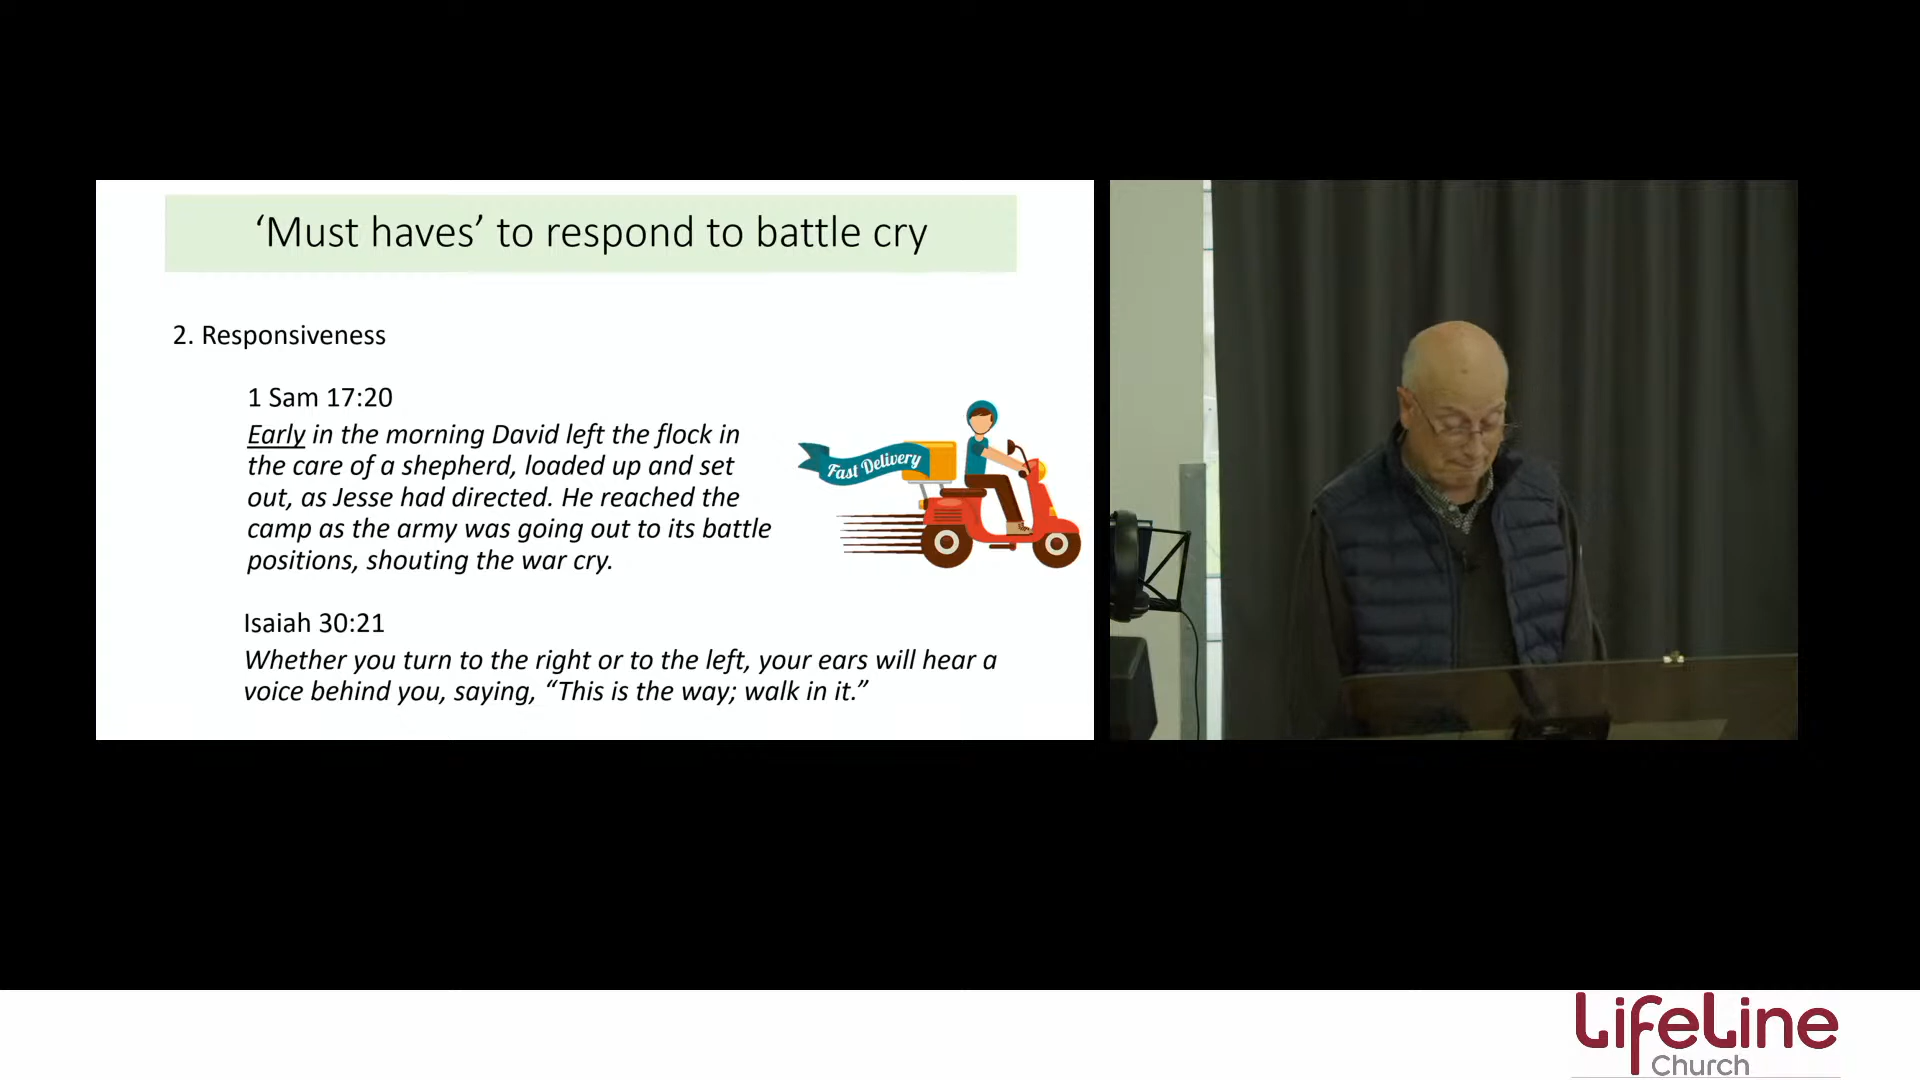 ‘Must haves’ to respond to battle cry
2. Responsiveness
1 Sam 17:20
Early in the morning David left the flock in
the care of a shepherd, loaded up and set
out, as Jesse had directed. He reached the
camp as the army was going out to its battle
positions, shouting the war cry.
Fast Delivery
Isaiah 30:21
Whether you turn to the right or to the left, your ears will hear a
voice behind you, saying, “This is the way; walk in it.”
LifeLine
Church